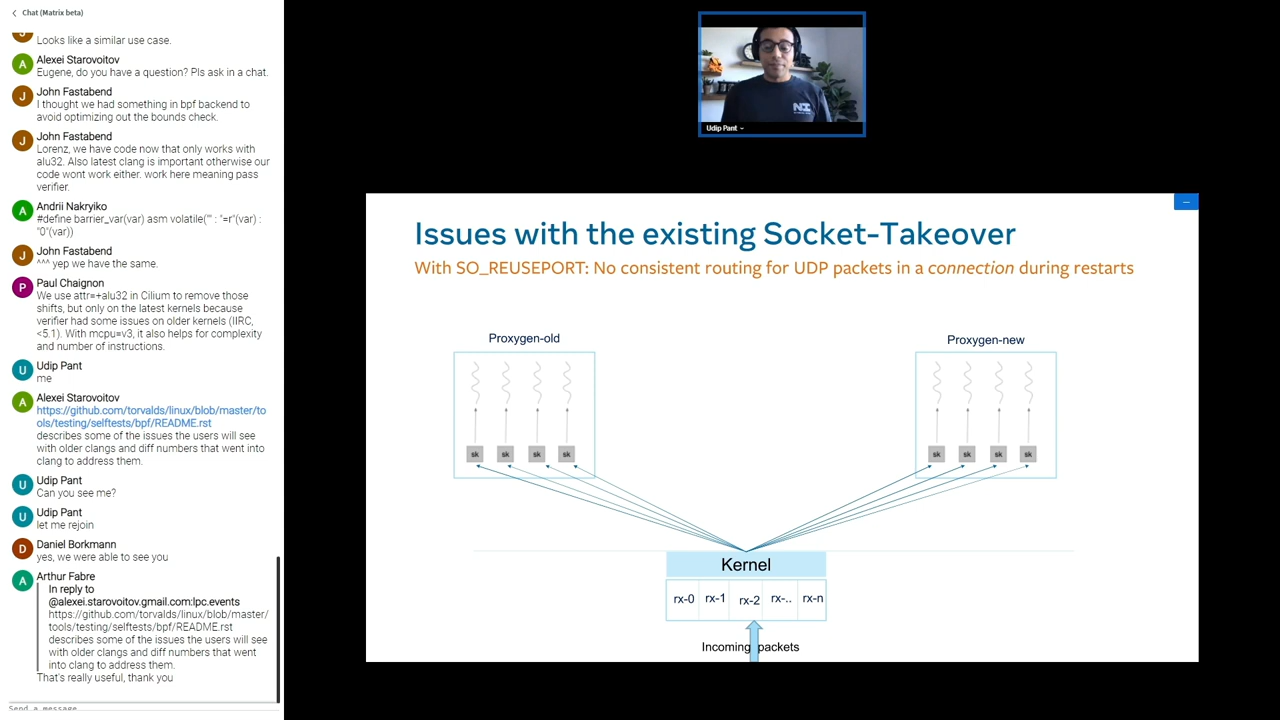 Chat (Matrix beta)
Looks like a similar use case.
Alexei Starovoitov
Eugene, do you have a question? Pls ask in a chat.
John Fastabend
I thought we had something in bpf backend to
avoid optimizing out the bounds check.
John Fastabend
Lorenz, we have code now that only works with
alu32. Also latest clang is important otherwise our
code wont work either. work here meaning pass
verifier.
Andrii Nakryiko
#define barrier_var(var) asm volatile("" : "=r"(var) :
"0"(var))
John Fastabend
^^^ yep we have the same.
Paul Chaignon
We use attr=+alu32 in Cilium to remove those
shifts, but only on the latest kernels because
verifier had some issues on older kernels (IIRC,
<5.1). With mcpu=v3, it also helps for complexity
and number of instructions.
Udip Pant
me
Alexei Starovoitov
https://github.com/torvalds/linux/blob/master/to
ols/testing/selftests/bpf/README.rst
describes some of the issues the users will see
with older clangs and diff numbers that went into
clang to address them.
Udip Pant
Can you see me?
Udip Pant
let me rejoin
Daniel Borkmann
yes, we were able to see you
Arthur Fabre
In reply to
@alexei.starovoitov.gmail.com:lpc.events
https://github.com/torvalds/linux/blob/master/
tools/testing/selftests/bpf/README.rst
describes some of the issues the users will see
with older clangs and diff numbers that went
into clang to address them.
That's really useful, thank you
Send a message
J
A
J
J
A
J
P
U
A
U
U
D
A
Udip Pant
Issues with the existing Socket-Takeover
With SO_REUSEPORT: No consistent routing for UDP packets in a connection during restarts
Proxygen-old
Proxygen-new
sk sk sk sk
sk sk sk sk
Kernel
rx-0 rx-1 rx-2 rx-.. rx-n
Incoming packets